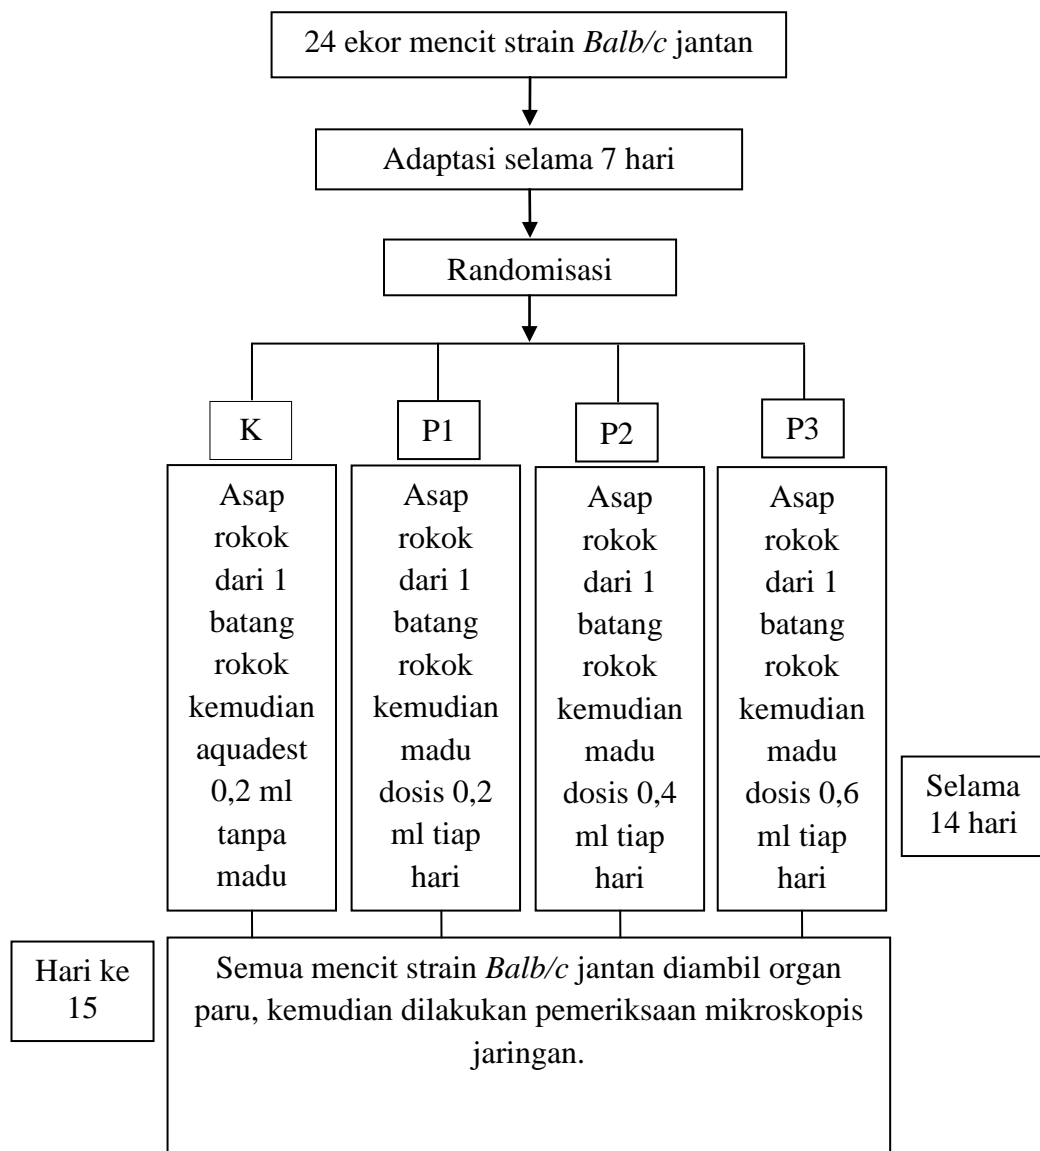 24 ekor mencit strain Balb/c jantan
Adaptasi selama 7 hari
Randomisasi
K
P1
P2
P3
Asap
rokok
dari 1
batang
rokok
kemudian
aquadest
0,2 ml
tanpa
madu
Asap
rokok
dari 1
batang
rokok
kemudian
madu
dosis 0,2
ml tiap
hari
Asap
rokok
dari 1
batang
rokok
kemudian
madu
dosis 0,4
ml tiap
hari
Asap
rokok
dari 1
batang
rokok
kemudian
madu
dosis 0,6
ml tiap
hari
Selama
14 hari
Hari ke
15
Semua mencit strain Balb/c jantan diambil organ
paru, kemudian dilakukan pemeriksaan mikroskopis
jaringan.